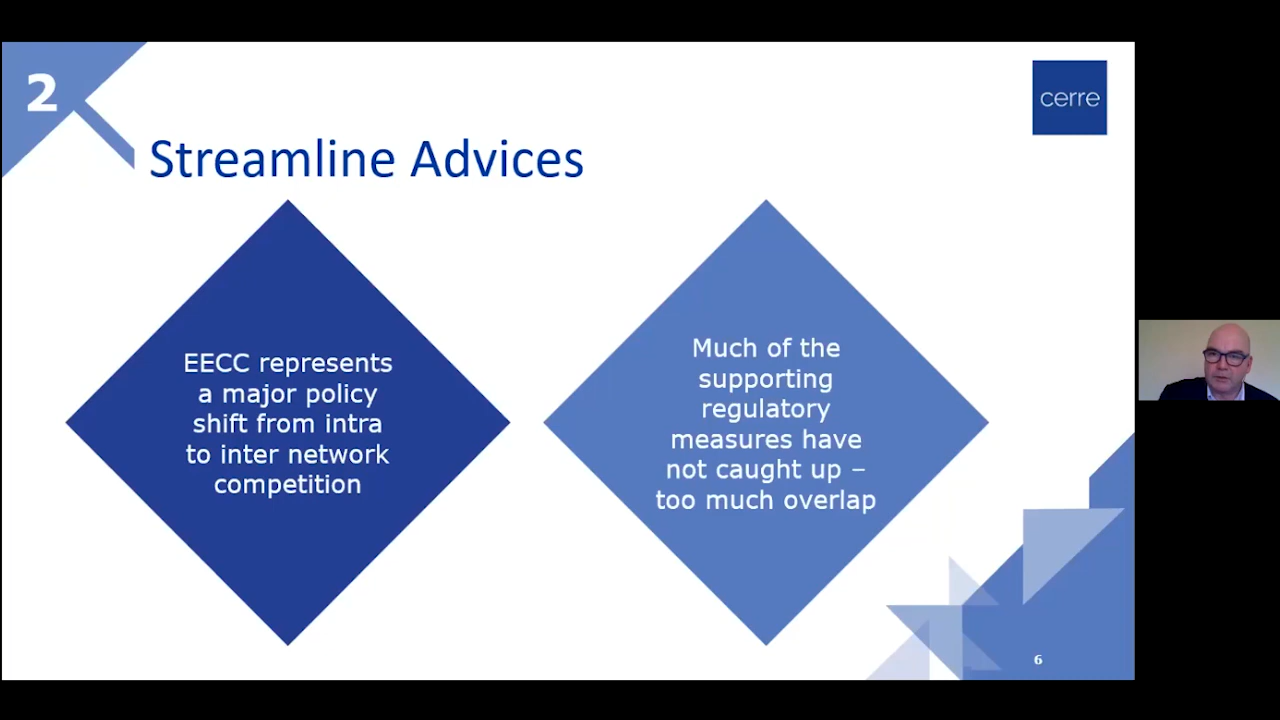 2
cerre
Streamline Advices
EECC represents
a major policy
shift from intra
to inter network
competition
Much of the
supporting
regulatory
measures have
not caught up –
too much overlap
6